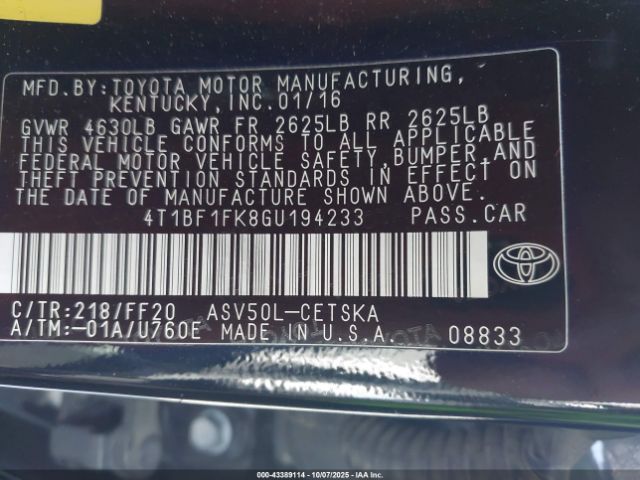 MFD.BY:TOYOTA MOTOR MANUFACTURING,
KENTUCKY,INC.01/16
GVWR 4630LB GAWR FR 2625LB RR 2625LB
THIS VEHICLE CONFORMS TO ALL APPLICABLE
FEDERAL MOTOR VEHICLE SAFETY,BUMPER,AND
THEFT PREVENTION STANDARDS IN EFFECT ON
THE DATE OF MANUFACTURE SHOWN ABOVE.
4T1BF1FK8GU194233 PASS.CAR
C/TR:218/FF20 ASV50L-CETSKA
A/TM:-01A/U760E MADE IN U.S.A. 08833
000-43389114 - 10/07/2025 - IAAI.com